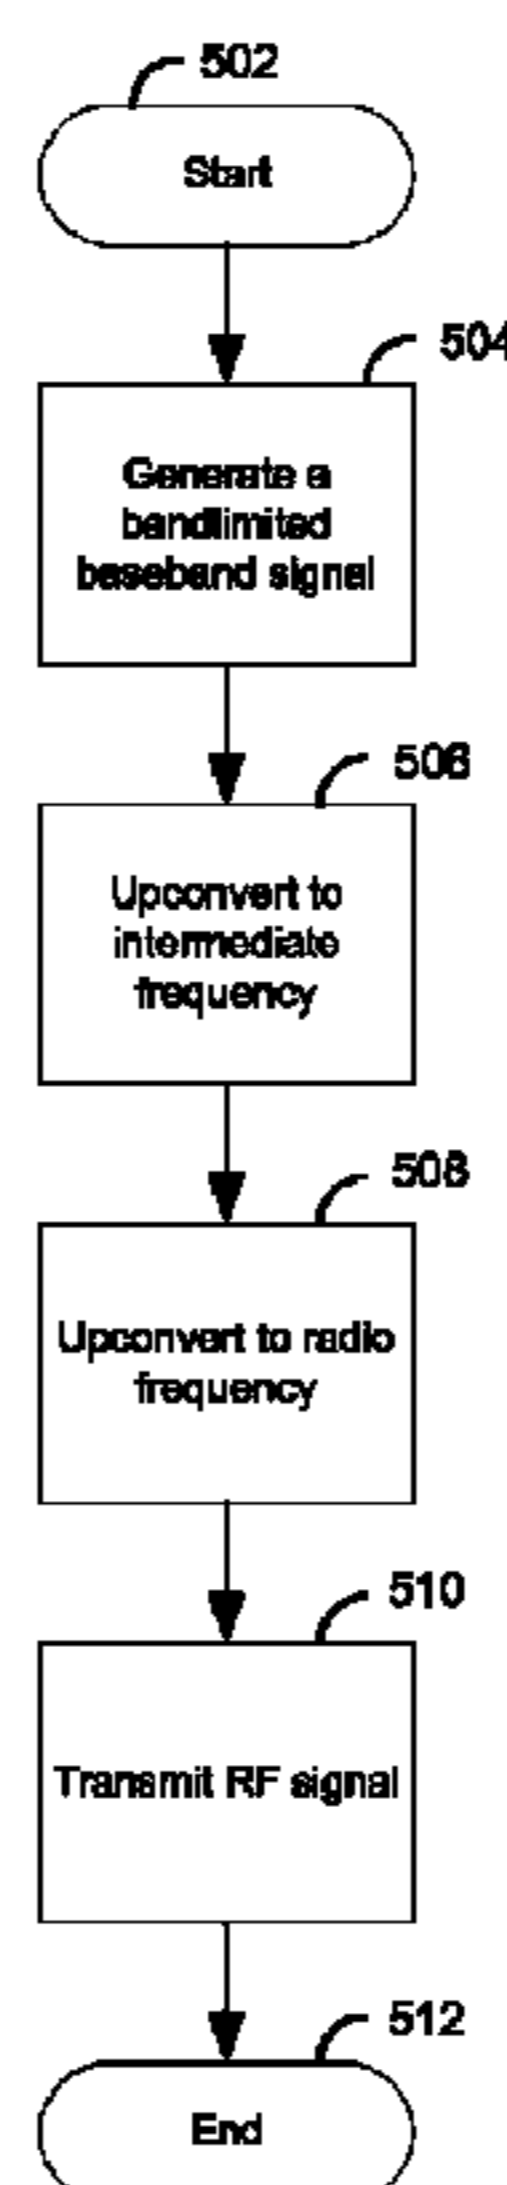 502
Start
504
Generate a
bandlimited
baseband signal
506
Upconvert to
intermediate
frequency
508
Upconvert to radio
frequency
510
Transmit RF signal
512
End